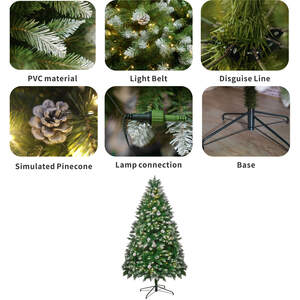 PVC material
Light Belt
Disguise Line
Simulated Pinecone
Lamp connection
Base